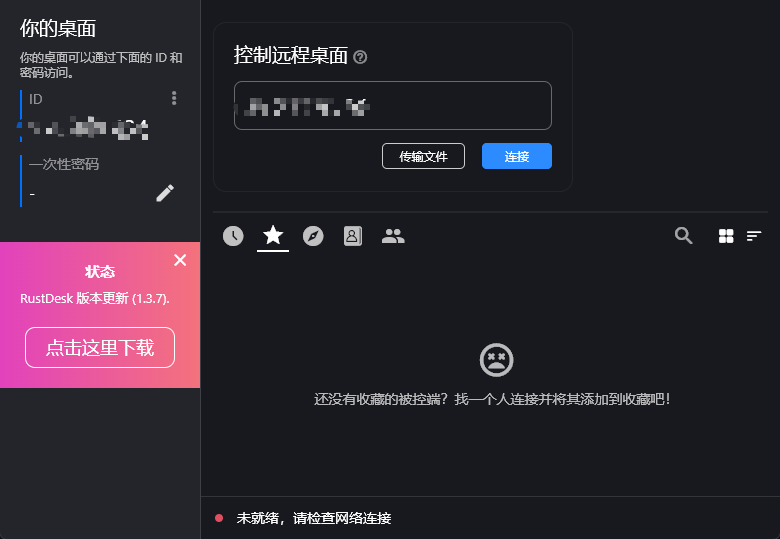 你的桌面
你的桌面可以通过下面的 ID 和
密码访问。
ID
一次性密码
-
状态
RustDesk 版本更新 (1.3.7).
点击这里下载
控制远程桌面
传输文件
连接
还没有收藏的被控端？找一个人连接并将其添加到收藏吧！
未就绪，请检查网络连接